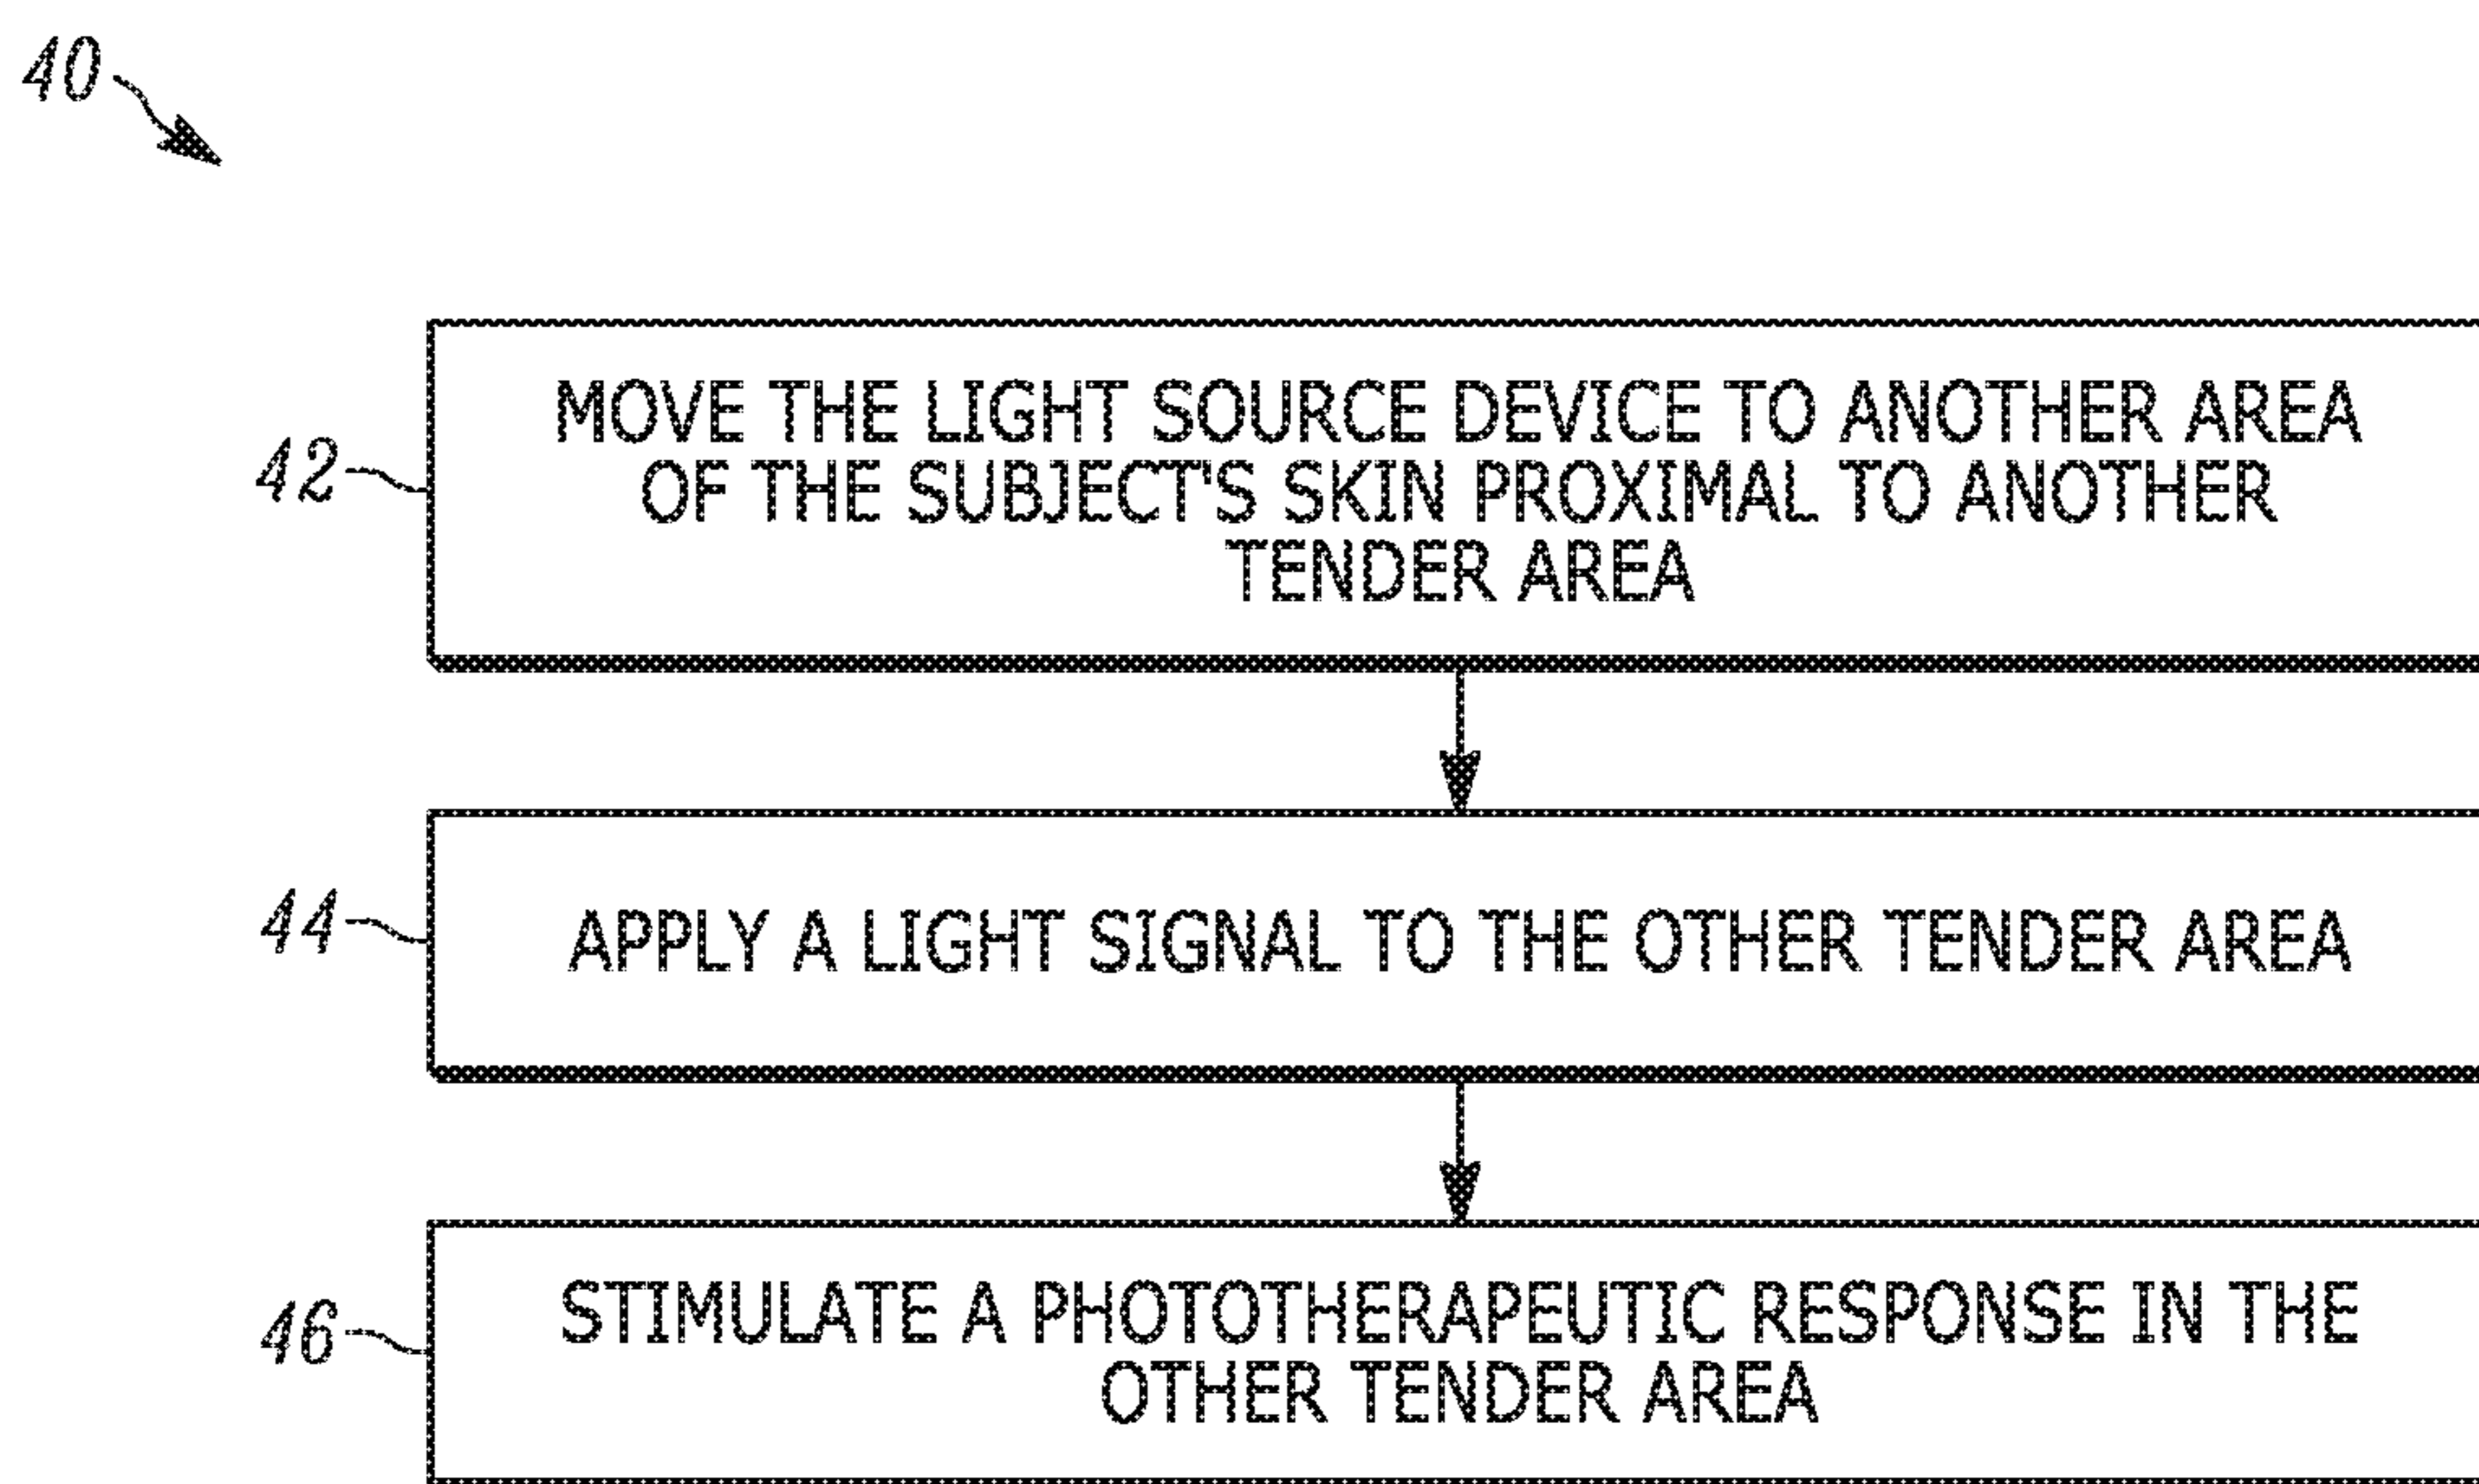 40
42
MOVE THE LIGHT SOURCE DEVICE TO ANOTHER AREA
OF THE SUBJECT'S SKIN PROXIMAL TO ANOTHER
TENDER AREA
44
APPLY A LIGHT SIGNAL TO THE OTHER TENDER AREA
46
STIMULATE A PHOTOTHERAPEUTIC RESPONSE IN THE
OTHER TENDER AREA